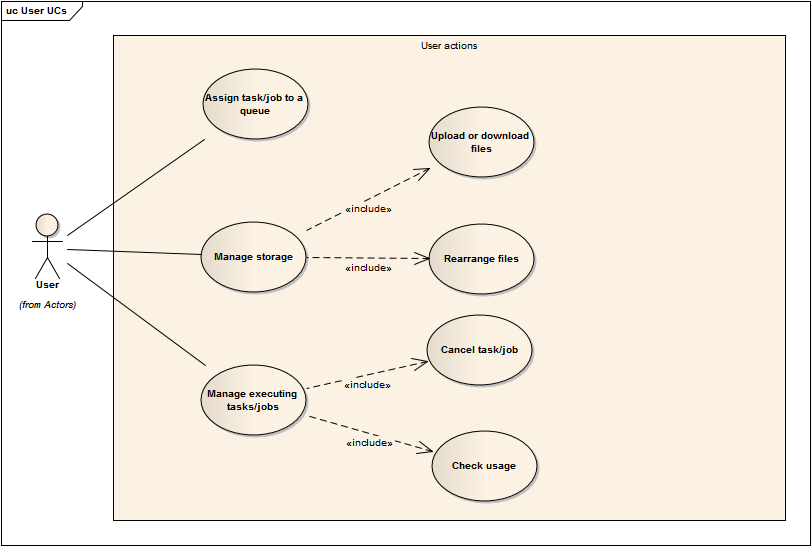 uc User UCs
User actions
Assign task/job to a
queue
Upload or download
files
«include»
Manage storage
Rearrange files
«include»
User
(from Actors)
Cancel task/job
«include»
Manage executing
tasks/jobs
«include»
Check usage